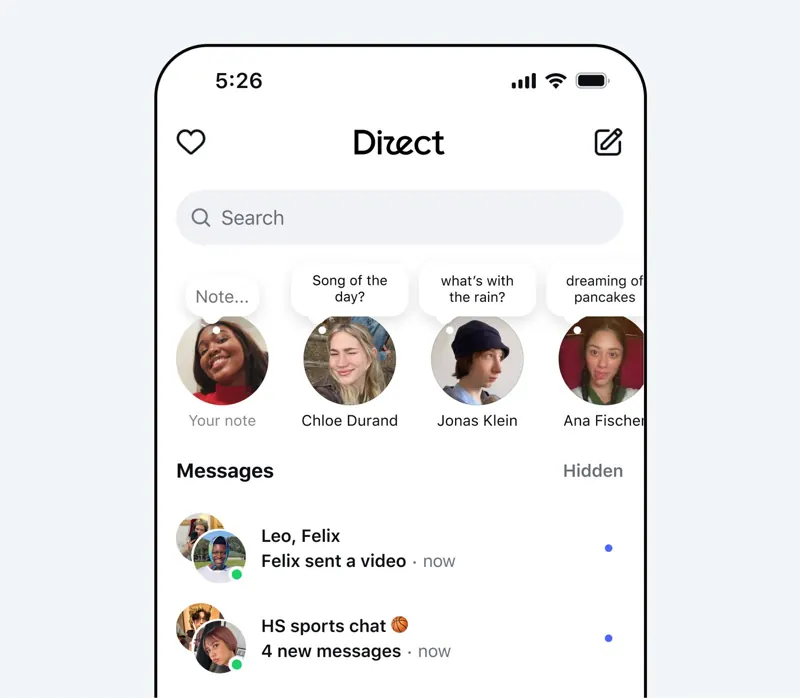 5:26
Direct
Search
Note...
Song of the
day?
what's with
the rain?
dreaming of
pancakes
Your note
Chloe Durand
Jonas Klein
Ana Fischer
Messages
Hidden
Leo, Felix
Felix sent a video · now
HS sports chat 🏀
4 new messages · now